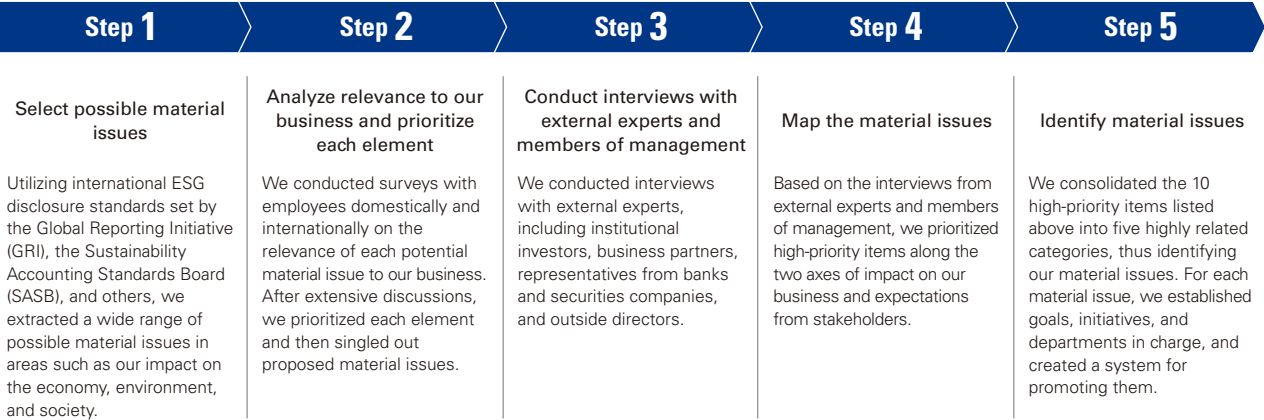 Step 1
Step 2
Step 3
Step 4
Step 5
Select possible material
issues
Utilizing international ESG
disclosure standards set by
the Global Reporting Initiative
(GRI), the Sustainability
Accounting Standards Board
(SASB), and others, we
extracted a wide range of
possible material issues in
areas such as our impact on
the economy, environment,
and society.
Analyze relevance to our
business and prioritize
each element
We conducted surveys with
employees domestically and
internationally on the
relevance of each potential
material issue to our business.
After extensive discussions,
we prioritized each element
and then singled out
proposed material issues.
Conduct interviews with
external experts and
members of management
We conducted interviews
with external experts,
including institutional
investors, business partners,
representatives from banks
and securities companies,
and outside directors.
Map the material issues
Based on the interviews from
external experts and members
of management, we prioritized
high-priority items along the
two axes of impact on our
business and expectations
from stakeholders.
Identify material issues
We consolidated the 10
high-priority items listed
above into five highly related
categories, thus identifying
our material issues. For each
material issue, we established
goals, initiatives, and
departments in charge, and
created a system for
promoting them.